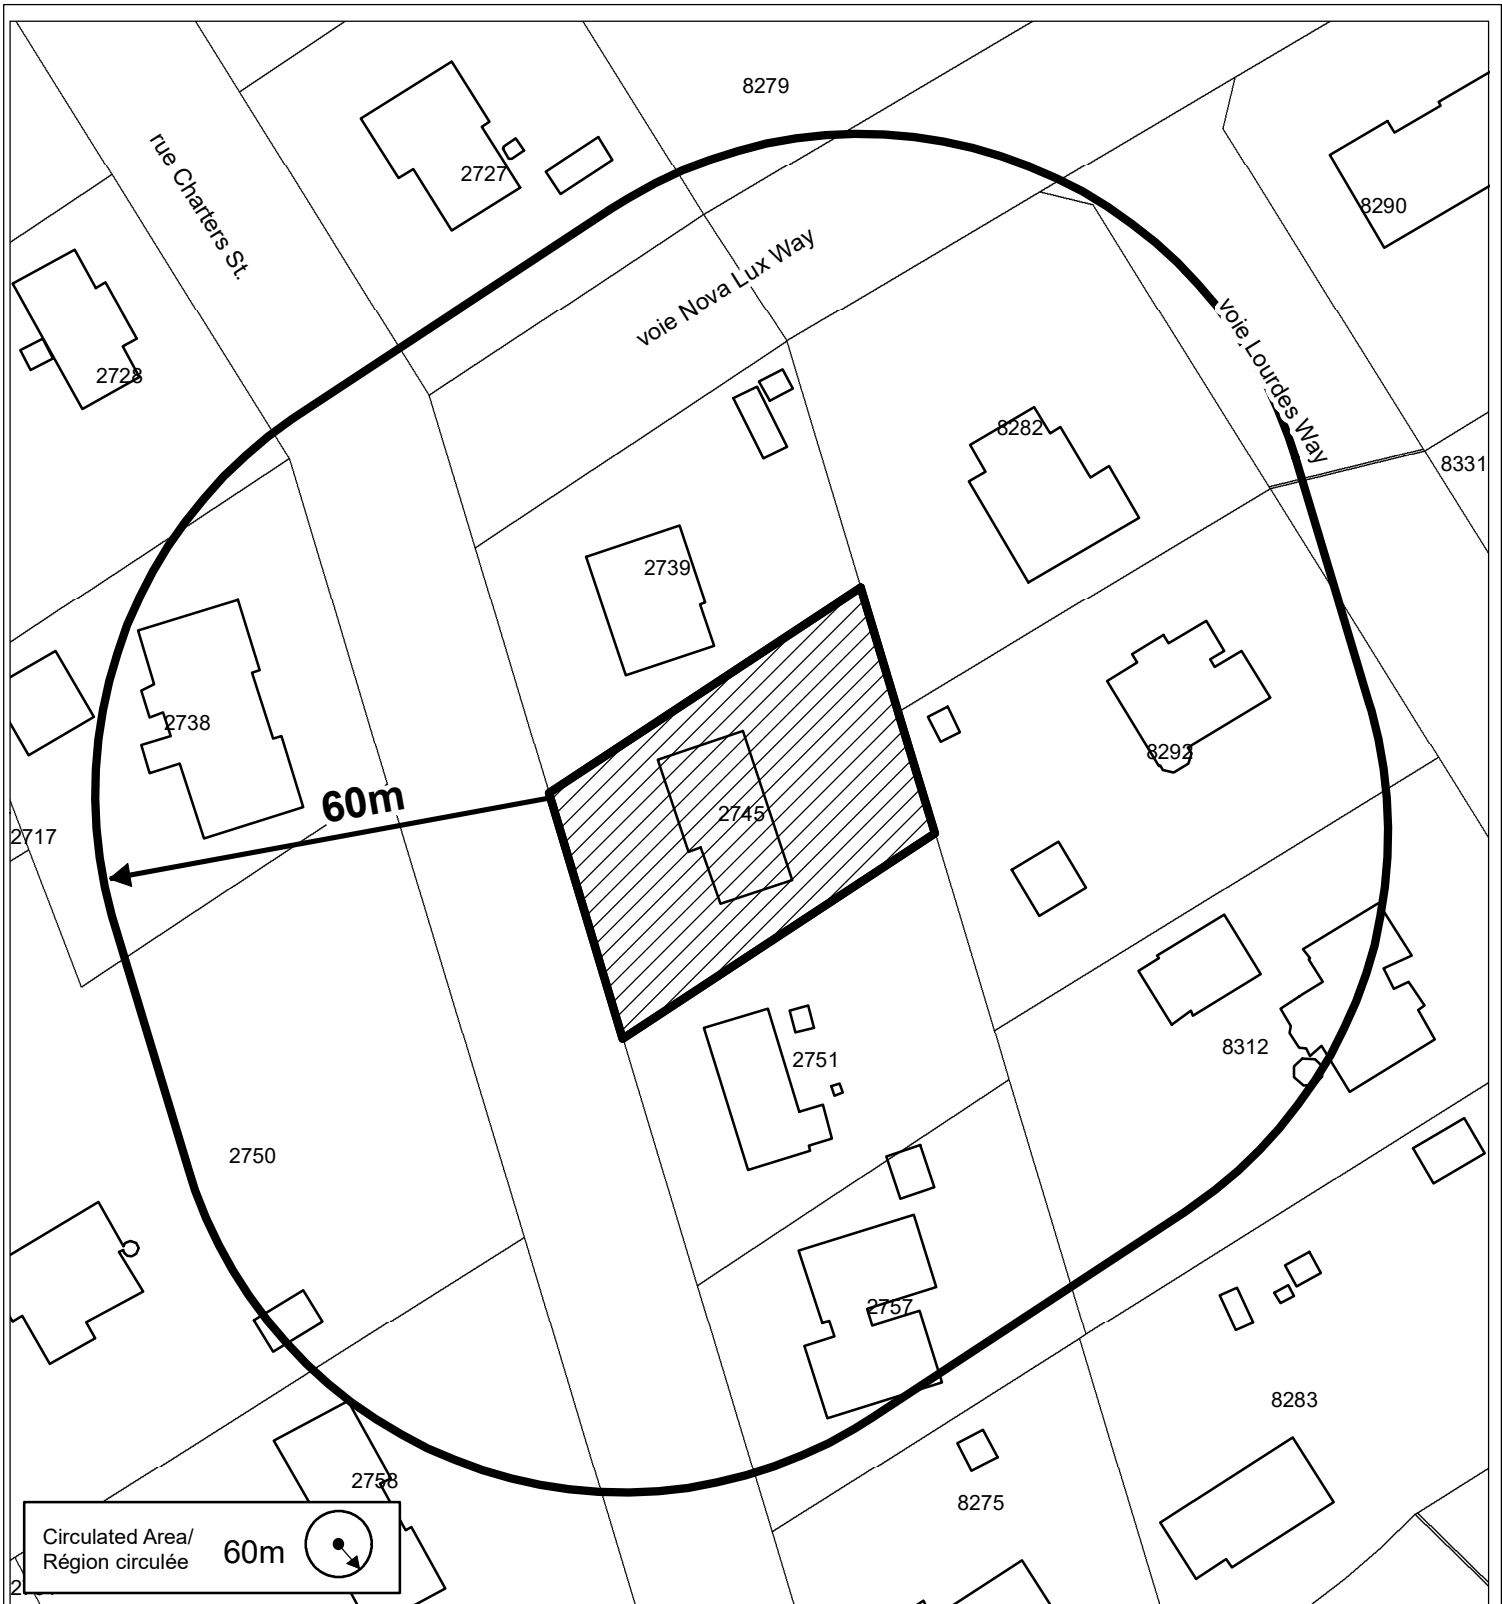 8279
rue Charters St.
2727
8290
voie Nova Lux Way
2728
voie Lourdes Way
8282
8331
2739
2738
8292
60m
2745
2717
8312
2751
2750
2757
8283
2758
8275
Circulated Area/
Région circulée
60m